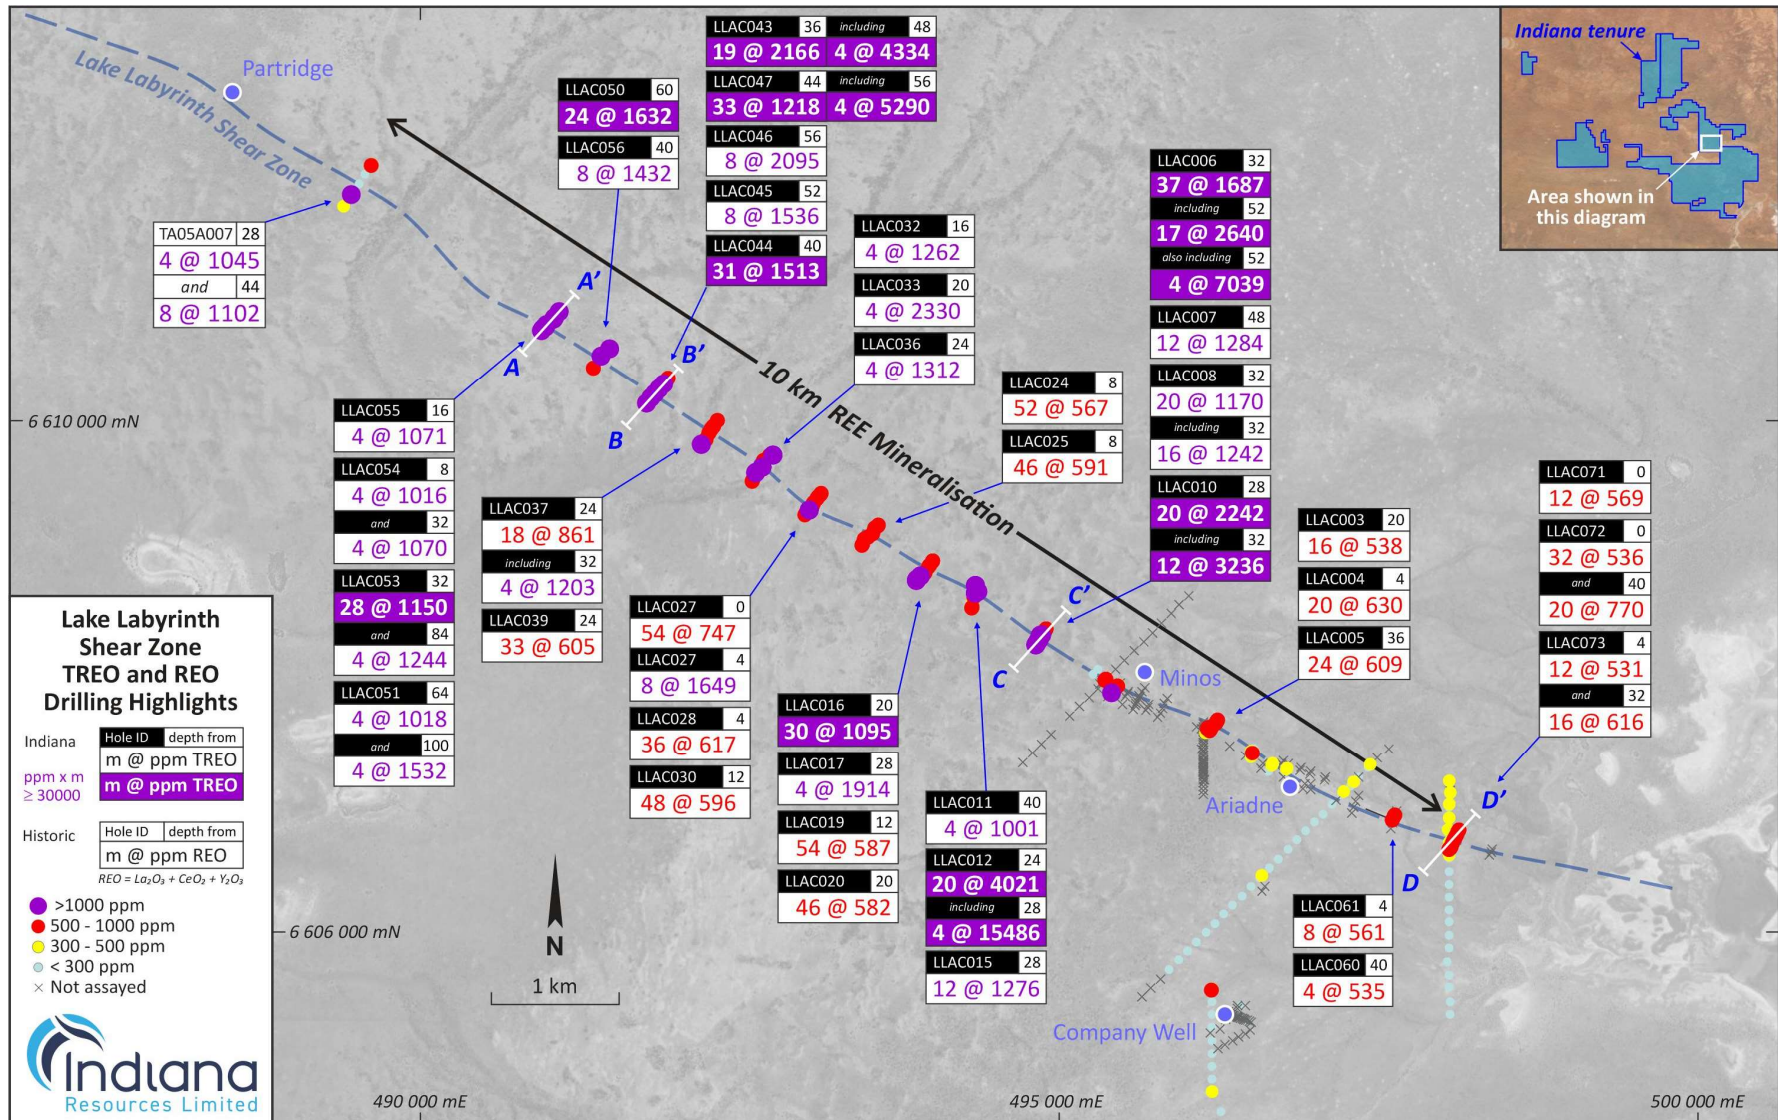 Lake Labyrinth Shear Zone
Partridge
TA05A007 28
4 @ 1045
and 44
8 @ 1102
LLAC050 60
24 @ 1632
LLAC056 40
8 @ 1432
LLAC043 36 including 48
19 @ 2166 4 @ 4334
LLAC047 44 including 56
33 @ 1218 4 @ 5290
LLAC046 56
8 @ 2095
LLAC045 52
8 @ 1536
LLAC044 40
31 @ 1513
LLAC032 16
4 @ 1262
LLAC033 20
4 @ 2330
LLAC036 24
4 @ 1312
LLAC006 32
37 @ 1687
including 52
17 @ 2640
also including 52
4 @ 7039
LLAC007 48
12 @ 1284
LLAC008 32
20 @ 1170
including 32
16 @ 1242
LLAC010 28
20 @ 2242
including 32
12 @ 3236
Indiana tenure
Area shown in
this diagram
A'
A
B'
B
C'
C
D'
D
10 km REE Mineralisation
LLAC024 8
52 @ 567
LLAC025 8
46 @ 591
LLAC003 20
16 @ 538
LLAC004 4
20 @ 630
LLAC005 36
24 @ 609
LLAC071 0
12 @ 569
LLAC072 0
32 @ 536
and 40
20 @ 770
LLAC073 4
12 @ 531
and 32
16 @ 616
6 610 000 mN
LLAC055 16
4 @ 1071
LLAC054 8
4 @ 1016
and 32
4 @ 1070
LLAC053 32
28 @ 1150
and 84
4 @ 1244
LLAC051 64
4 @ 1018
and 100
4 @ 1532
LLAC037 24
18 @ 861
including 32
4 @ 1203
LLAC039 24
33 @ 605
LLAC027 0
54 @ 747
LLAC027 4
8 @ 1649
LLAC028 4
36 @ 617
LLAC030 12
48 @ 596
LLAC016 20
30 @ 1095
LLAC017 28
4 @ 1914
LLAC019 12
54 @ 587
LLAC020 20
46 @ 582
LLAC011 40
4 @ 1001
LLAC012 24
20 @ 4021
including 28
4 @ 15486
LLAC015 28
12 @ 1276
Minos
Ariadne
LLAC061 4
8 @ 561
LLAC060 40
4 @ 535
Company Well
Lake Labyrinth
Shear Zone
TREO and REO
Drilling Highlights
Indiana
Hole ID depth from
m @ ppm TREO
ppm x m
≥ 30000
m @ ppm TREO
Historic
Hole ID depth from
m @ ppm REO
REO = La₂O₃ + CeO₂ + Y₂O₃
>1000 ppm
500 - 1000 ppm
300 - 500 ppm
< 300 ppm
× Not assayed
Indiana
Resources Limited
N
1 km
6 606 000 mN
490 000 mE
495 000 mE
500 000 mE